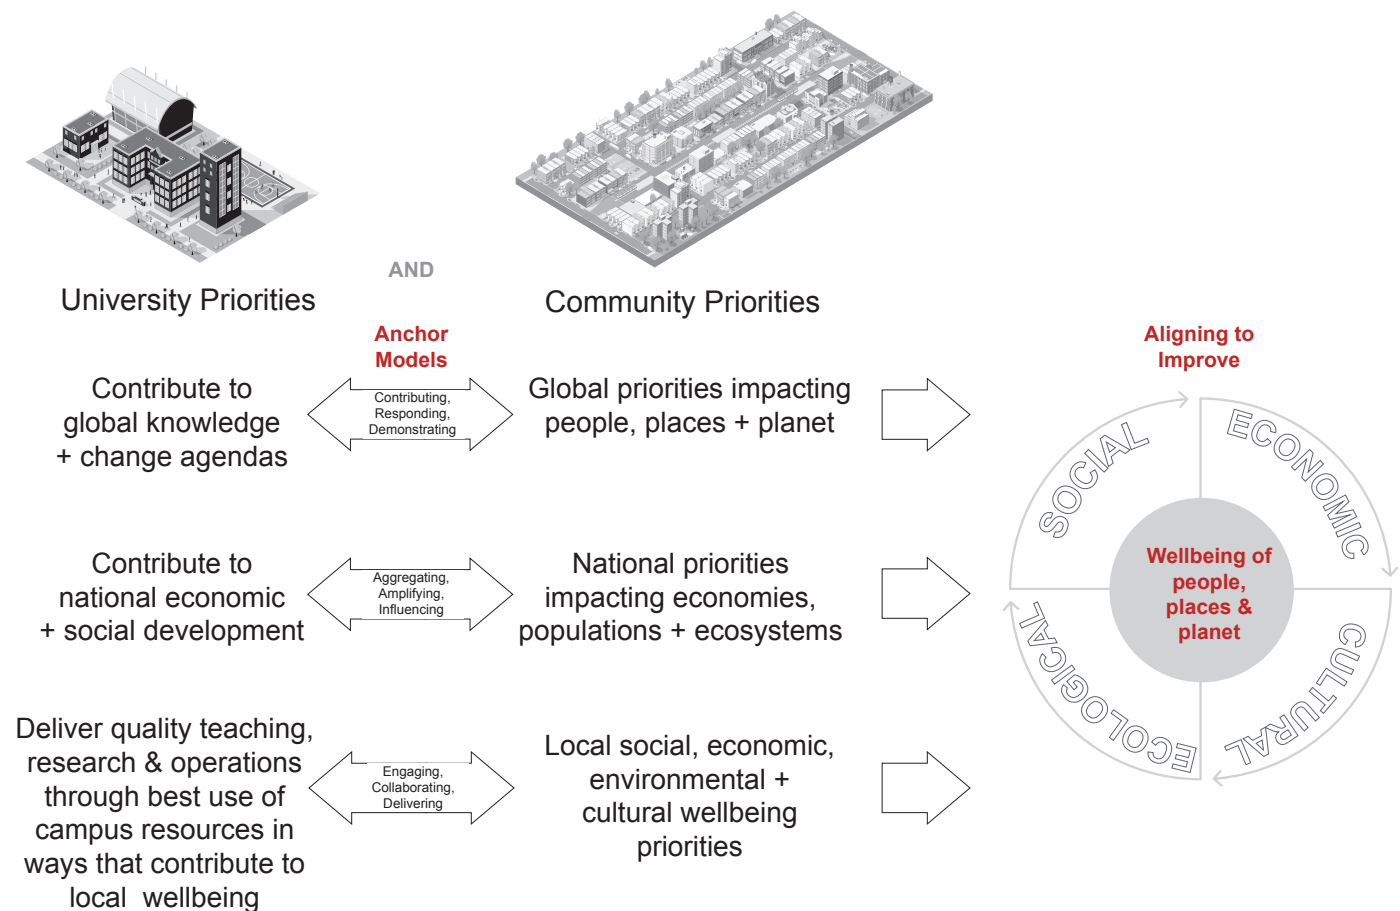 AND
University Priorities
Community Priorities
Anchor
Models
Aligning to
Improve
Contribute to
global knowledge
+ change agendas
Contributing,
Responding,
Demonstrating
Global priorities impacting
people, places + planet
Contribute to
national economic
+ social development
Aggregating,
Amplifying,
Influencing
National priorities
impacting economies,
populations + ecosystems
Deliver quality teaching,
research & operations
through best use of
campus resources in
ways that contribute to
local wellbeing
Engaging,
Collaborating,
Delivering
Local social, economic,
environmental +
cultural wellbeing
priorities
SOCIAL
ECONOMIC
Wellbeing of
people,
places &
planet
ECOLOGICAL
CULTURAL